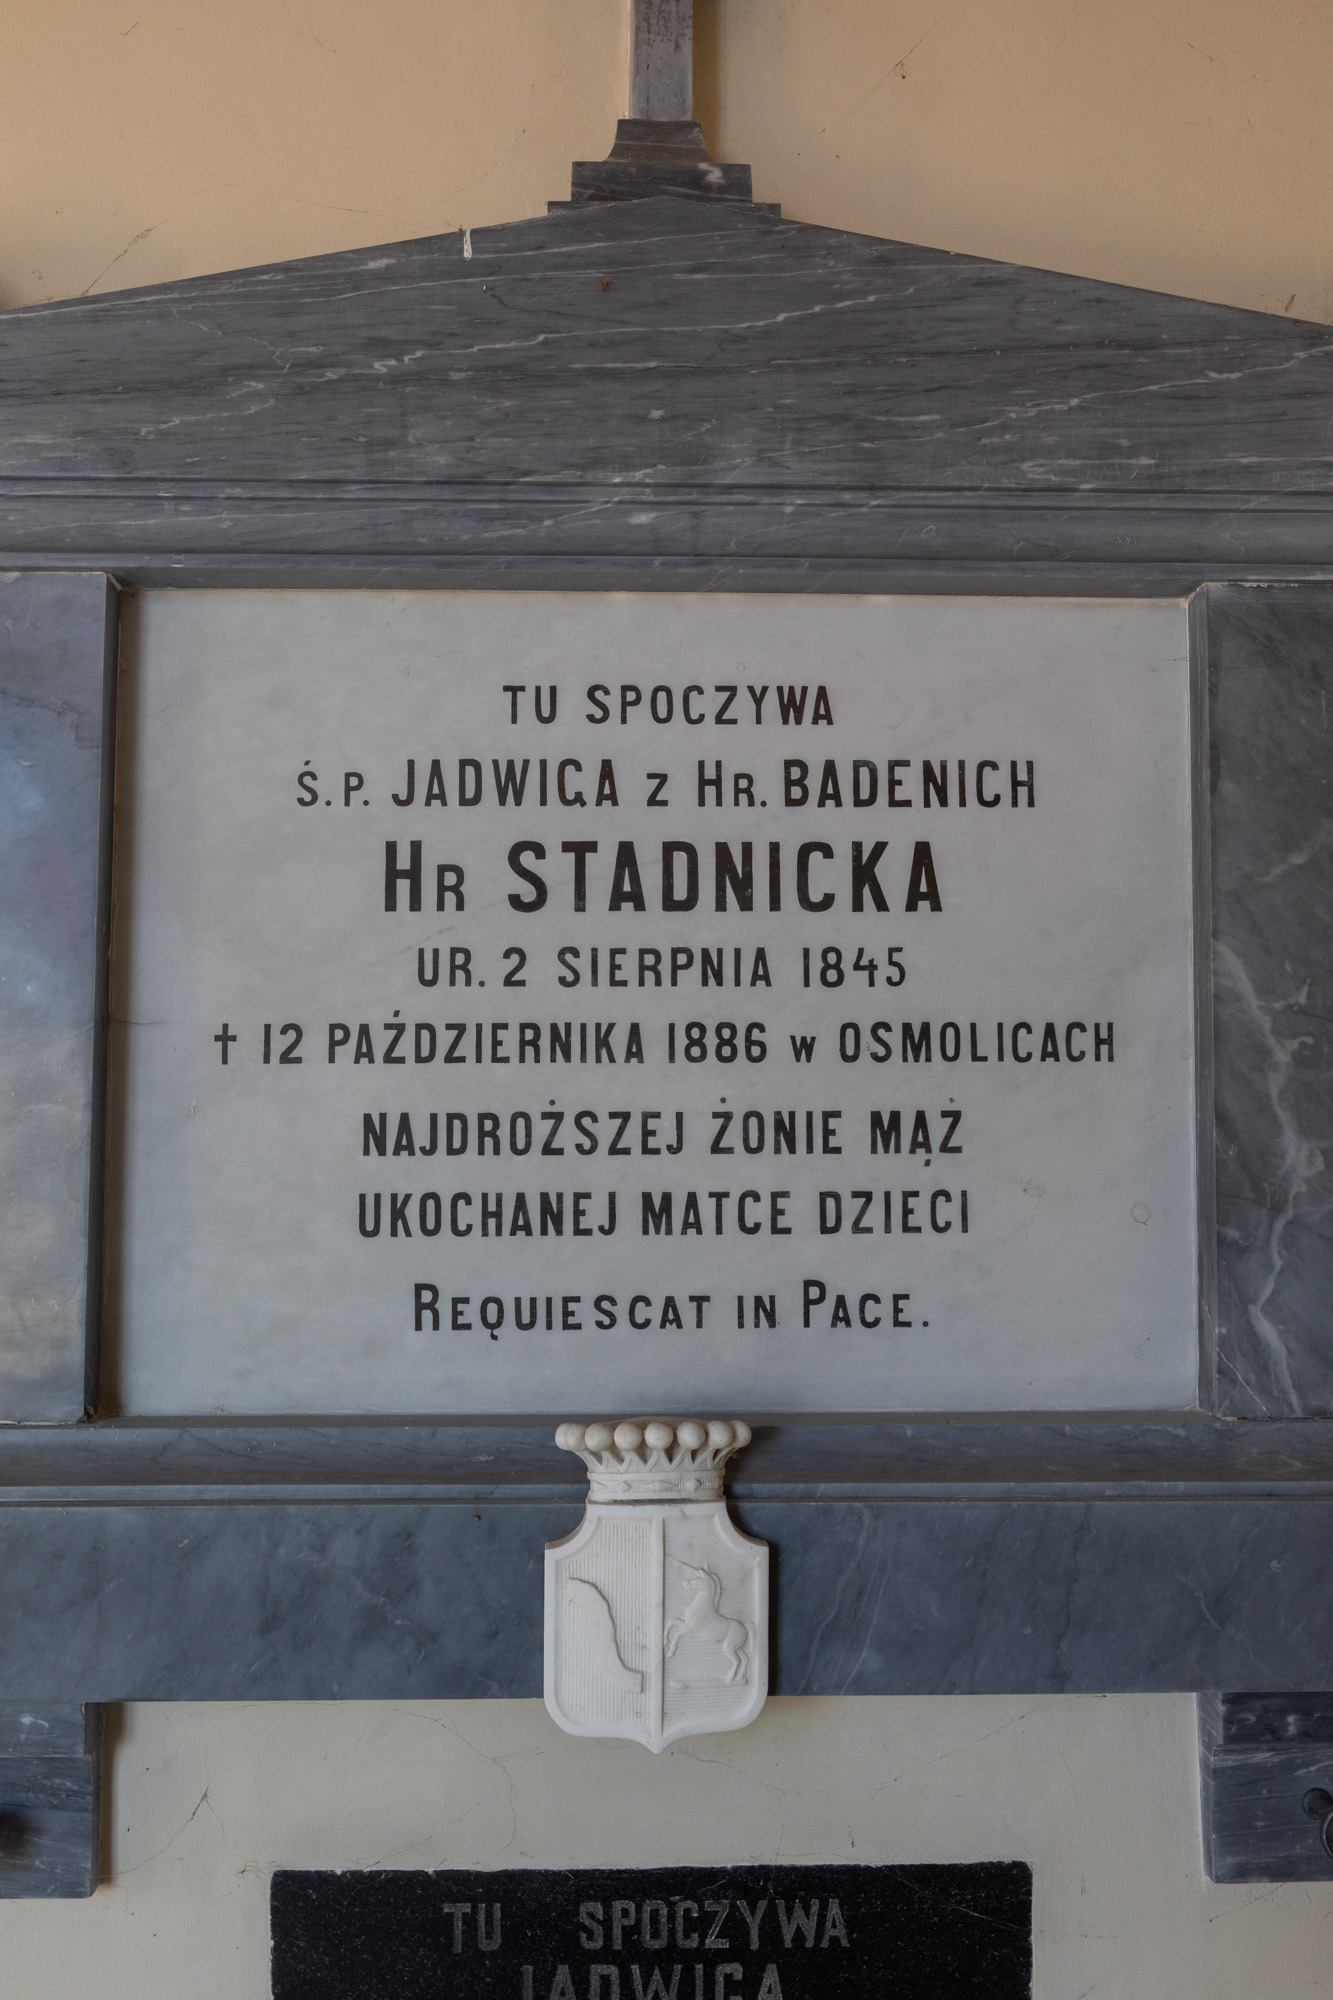 TU SPOCZYWA
Ś.P. JADWIGA Z HR. BADENICH
HR STADNICKA
UR. 2 SIERPNIA 1845
✝ 12 PAŹDZIERNIKA 1886 W OSMOLICACH
NAJDROŻSZEJ ŻONIE MĄŻ
UKOCHANEJ MATCE DZIECI
REQUIESCAT IN PACE.
TU SPOCZYWA
JADWIGA